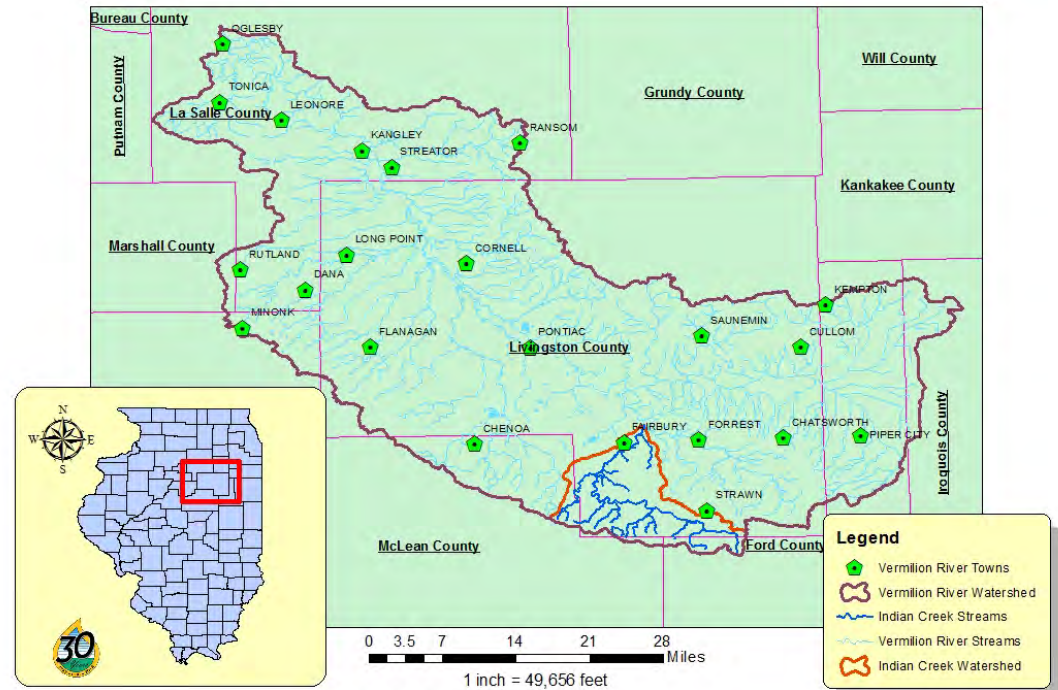 Bureau County
OGLESBY
Will County
Putnam County
TONICA
La Salle County
LEONORE
Grundy County
RANSOM
KANGLEY
STREATOR
Kankakee County
Marshall County
RUTLAND
LONG POINT
CORNELL
DANA
KEMPTON
MINONK
FLANAGAN
PONTIAC
Livingston County
SAUNEMIN
CULLOM
Iroquois County
CHENOA
FAIRBURY
FORREST
CHATSWORTH
PIPER CITY
STRAWN
McLean County
Ford County
N
W E
S
30
Legend
Vermilion River Towns
Vermilion River Watershed
Indian Creek Streams
Vermilion River Streams
Indian Creek Watershed
0 3.5 7 14 21 28
Miles
1 inch = 49,656 feet